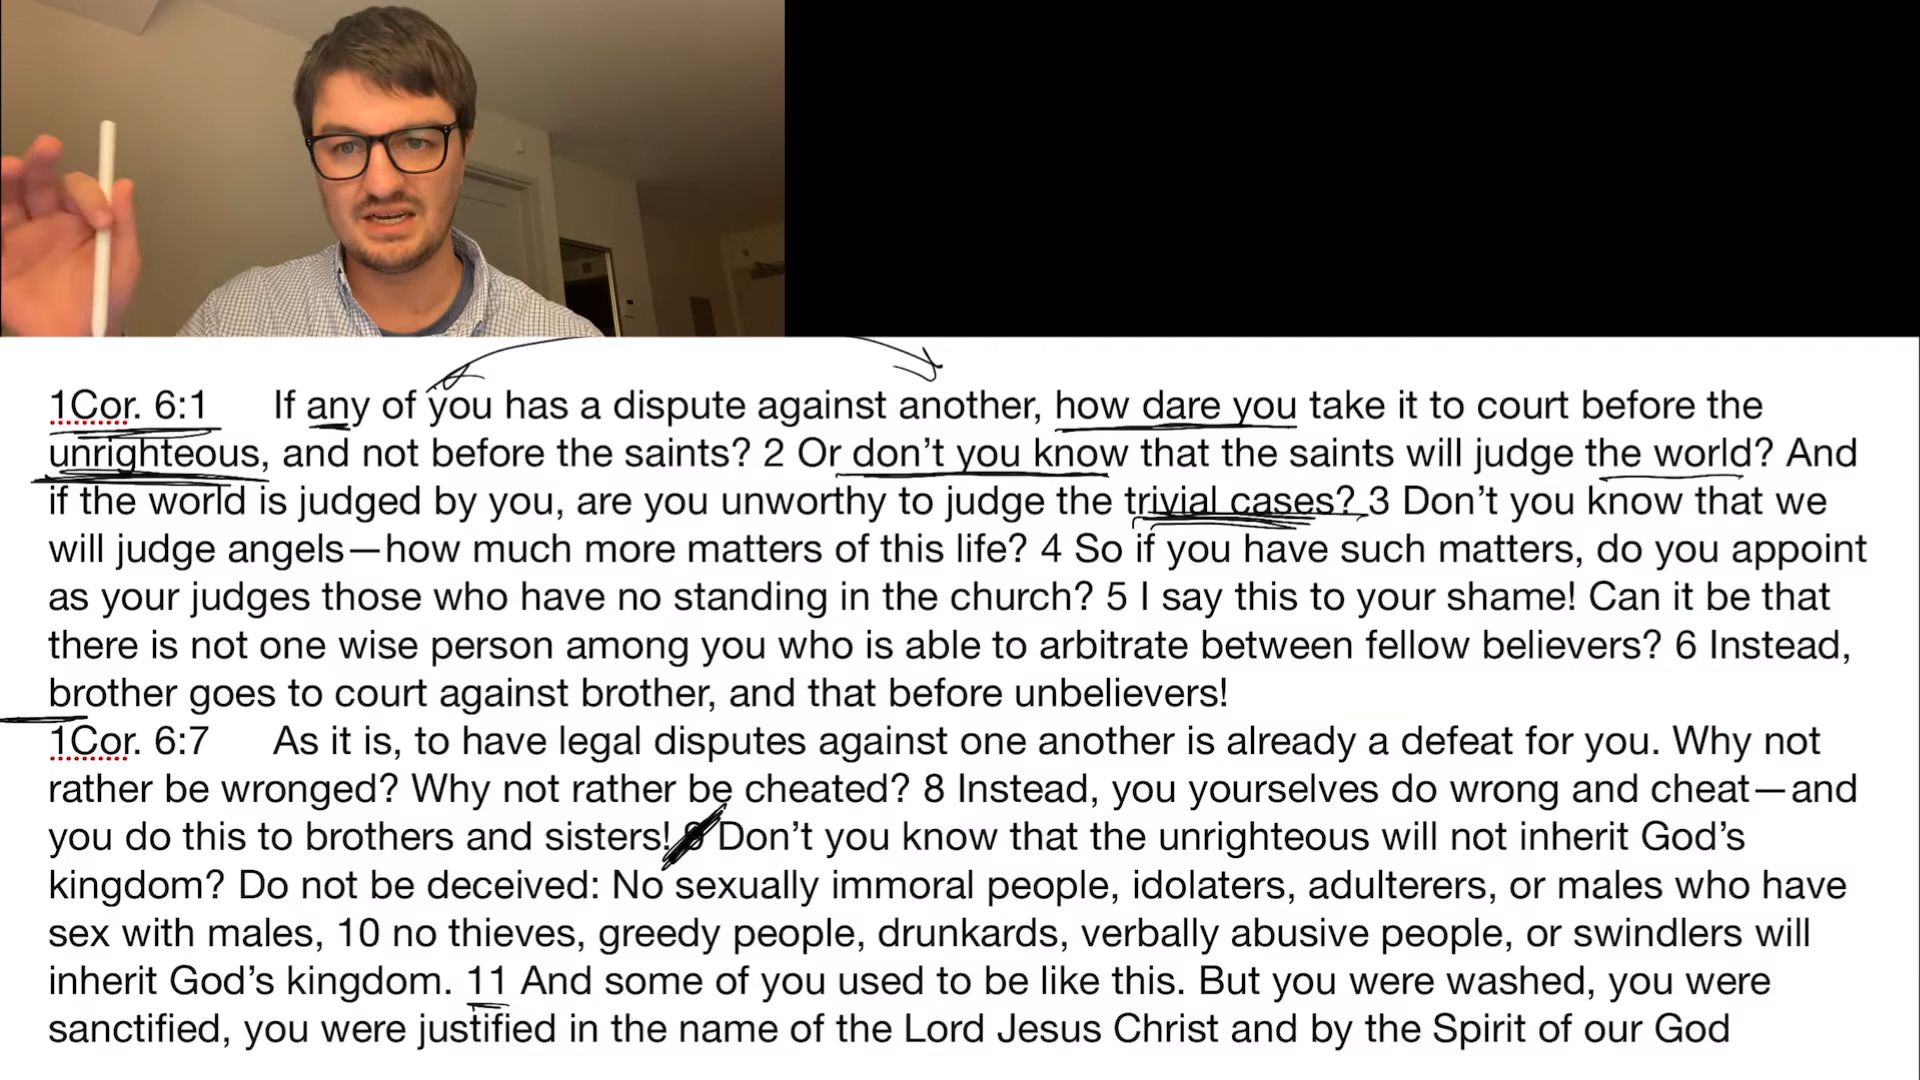 1Cor. 6:1 If any of you has a dispute against another, how dare you take it to court before the
unrighteous, and not before the saints? 2 Or don’t you know that the saints will judge the world? And
if the world is judged by you, are you unworthy to judge the trivial cases? 3 Don’t you know that we
will judge angels—how much more matters of this life? 4 So if you have such matters, do you appoint
as your judges those who have no standing in the church? 5 I say this to your shame! Can it be that
there is not one wise person among you who is able to arbitrate between fellow believers? 6 Instead,
brother goes to court against brother, and that before unbelievers!
1Cor. 6:7 As it is, to have legal disputes against one another is already a defeat for you. Why not
rather be wronged? Why not rather be cheated? 8 Instead, you yourselves do wrong and cheat—and
you do this to brothers and sisters! Don’t you know that the unrighteous will not inherit God’s
kingdom? Do not be deceived: No sexually immoral people, idolaters, adulterers, or males who have
sex with males, 10 no thieves, greedy people, drunkards, verbally abusive people, or swindlers will
inherit God’s kingdom. 11 And some of you used to be like this. But you were washed, you were
sanctified, you were justified in the name of the Lord Jesus Christ and by the Spirit of our God